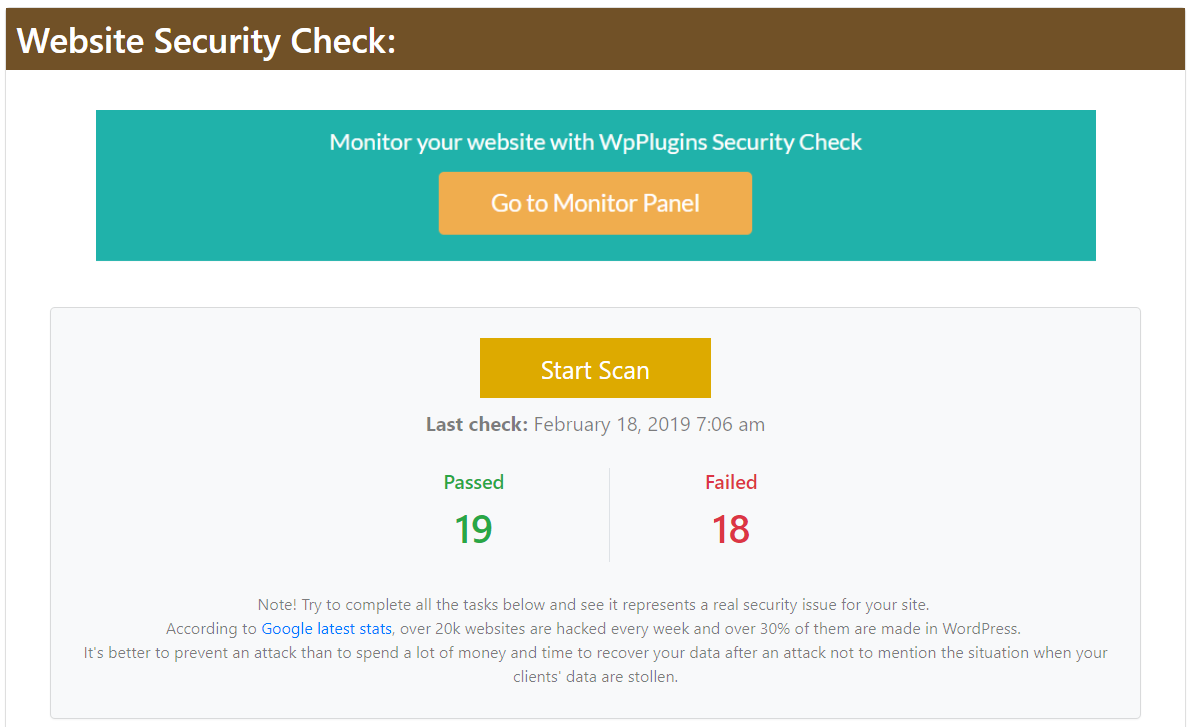 Website Security Check:
Monitor your website with WpPlugins Security Check
Go to Monitor Panel
Start Scan
Last check: February 18, 2019 7:06 am
Passed
Failed
19
18
Note! Try to complete all the tasks below and see it represents a real security issue for your site.
According to Google latest stats, over 20k websites are hacked every week and over 30% of them are made in WordPress.
It's better to prevent an attack than to spend a lot of money and time to recover your data after an attack not to mention the situation when your
clients' data are stollen.